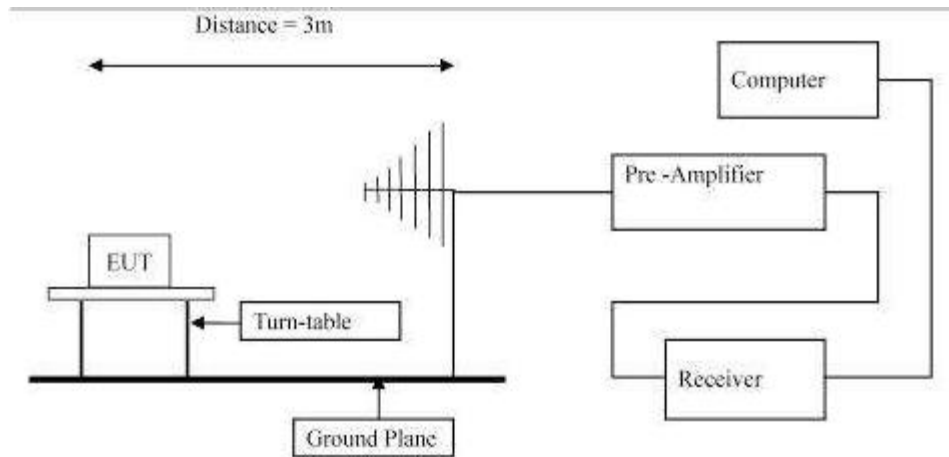 Distance = 3m
Computer
Pre -Amplifier
EUT
Turn-table
Receiver
Ground Plane